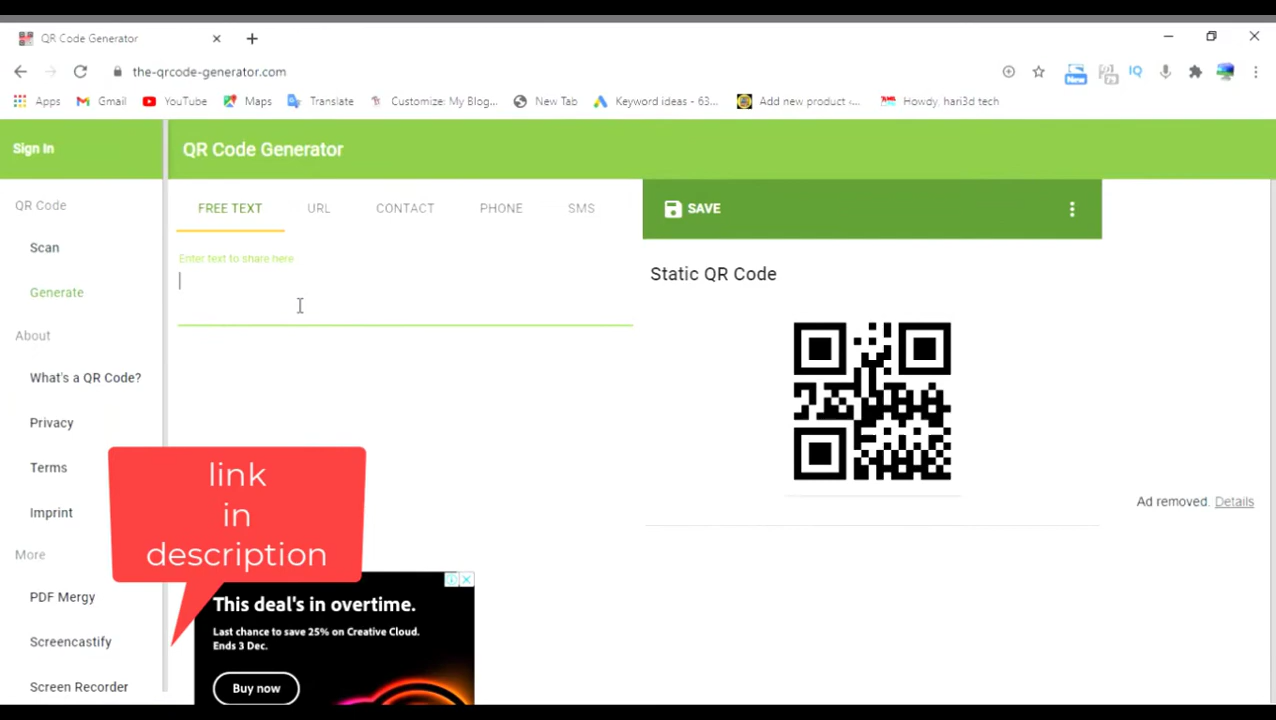 QR Code Generator
the-qrcode-generator.com
New
IQ
Apps
Gmail
YouTube
Maps
Translate
Customize: My Blog...
New Tab
Keyword ideas - 63...
Add new product ‹...
Howdy, hari3d tech
Sign In
QR Code Generator
QR Code
Scan
Generate
About
What's a QR Code?
Privacy
Terms
Imprint
More
PDF Mergy
Screencastify
Screen Recorder
FREE TEXT
URL
CONTACT
PHONE
SMS
Enter text to share here
SAVE
Static QR Code
Ad removed. Details
link
in
description
This deal's in overtime.
Last chance to save 25% on Creative Cloud.
Ends 3 Dec.
Buy now